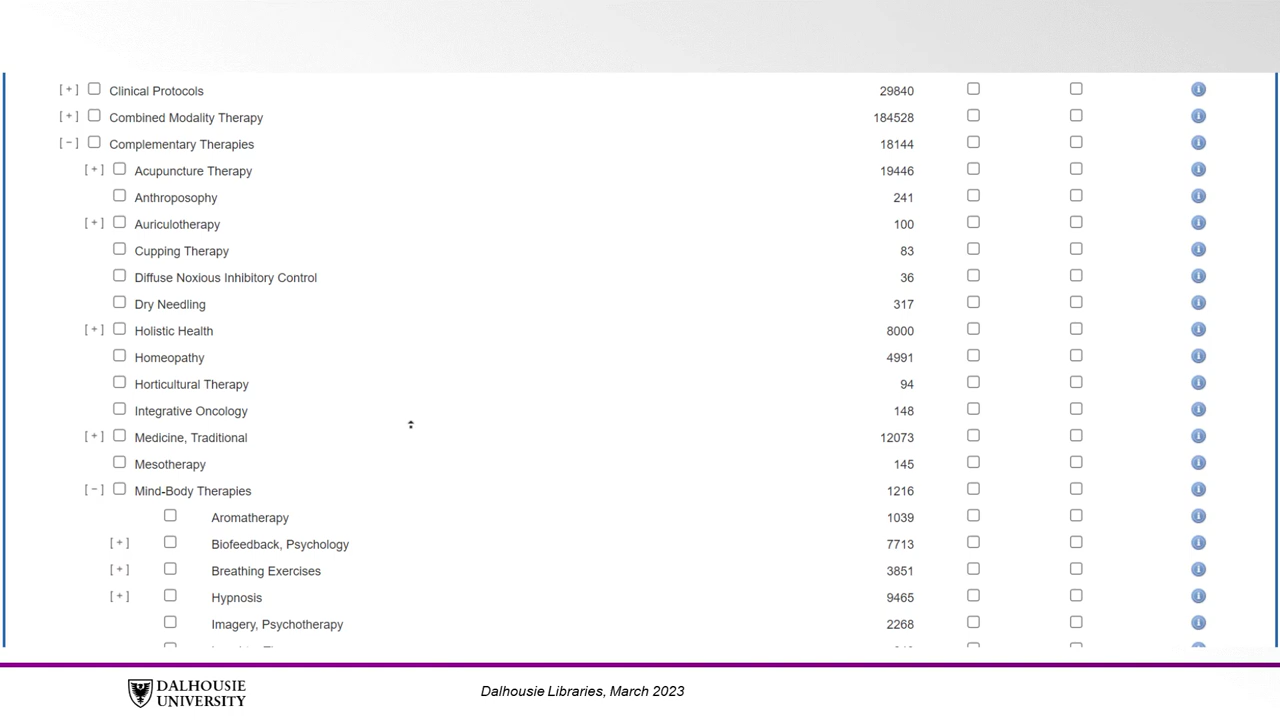 [+] Clinical Protocols 29840
[+] Combined Modality Therapy 184528
[-] Complementary Therapies 18144
[+] Acupuncture Therapy 19446
Anthroposophy 241
[+] Auriculotherapy 100
Cupping Therapy 83
Diffuse Noxious Inhibitory Control 36
Dry Needling 317
[+] Holistic Health 8000
Homeopathy 4991
Horticultural Therapy 94
Integrative Oncology 148
[+] Medicine, Traditional 12073
Mesotherapy 145
[-] Mind-Body Therapies 1216
Aromatherapy 1039
[+] Biofeedback, Psychology 7713
[+] Breathing Exercises 3851
[+] Hypnosis 9465
Imagery, Psychotherapy 2268
DALHOUSIE
UNIVERSITY
Dalhousie Libraries, March 2023